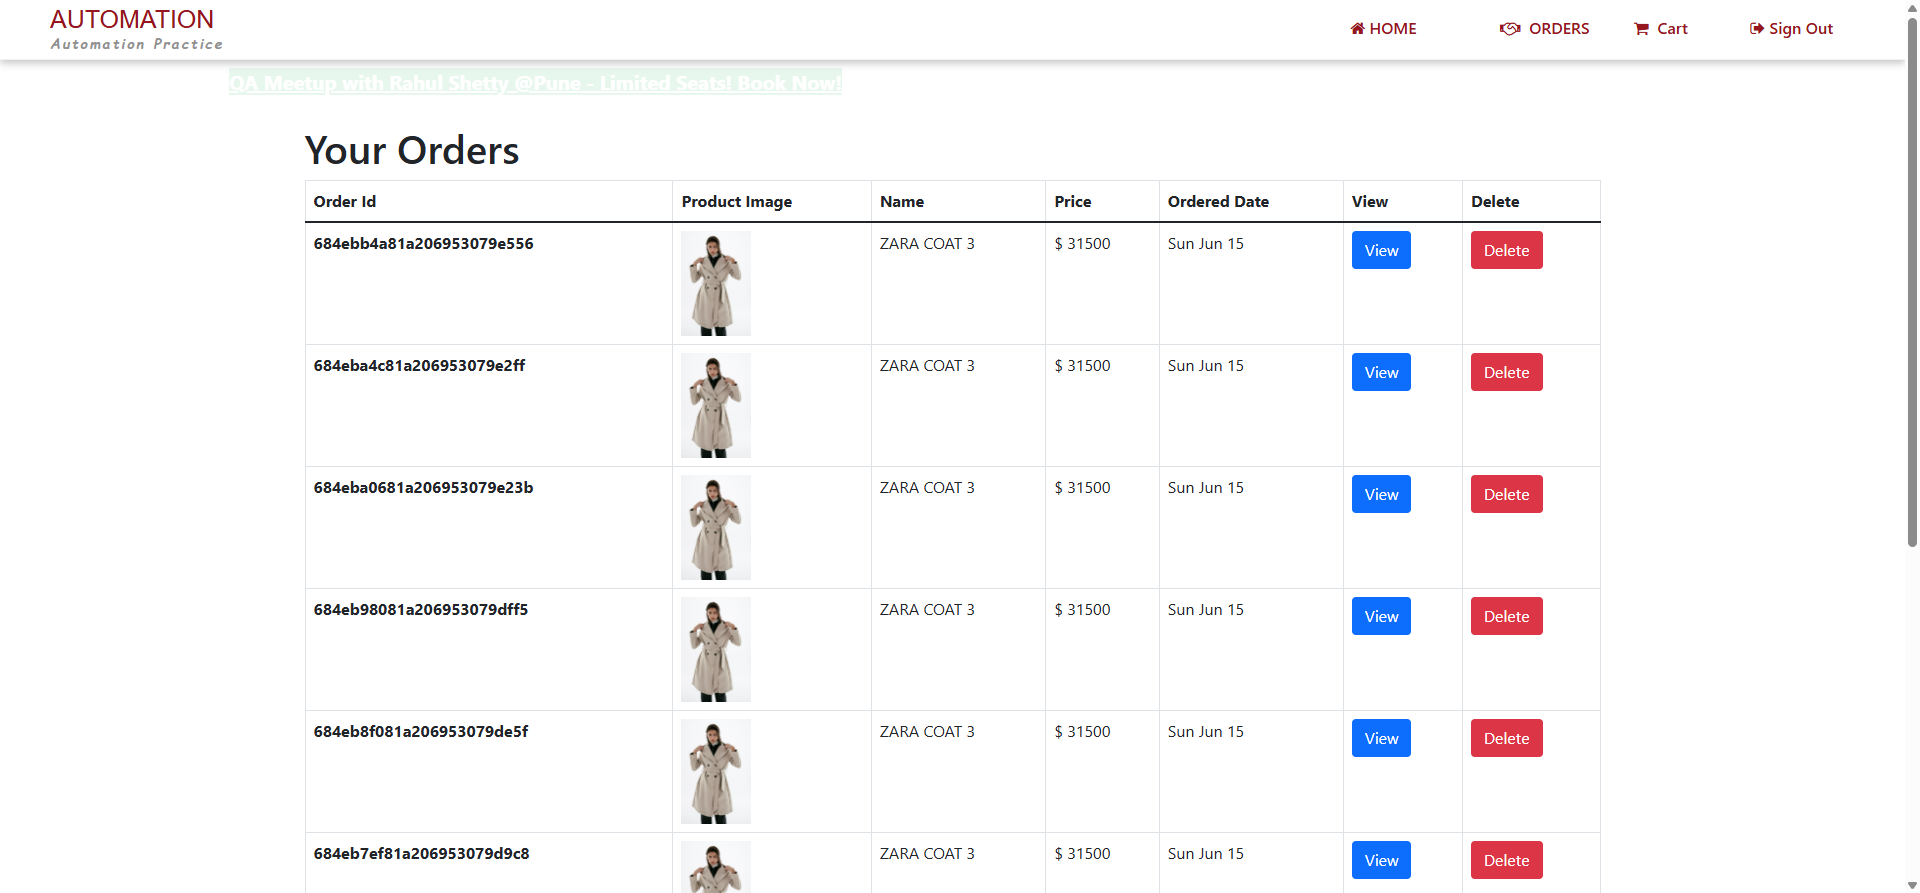 AUTOMATION
Automation Practice
HOME ORDERS Cart Sign Out
QA Meetup with Rahul Shetty @Pune - Limited Seats! Book Now!
Your Orders
Order Id Product Image Name Price Ordered Date View Delete
684ebb4a81a206953079e556 ZARA COAT 3 $ 31500 Sun Jun 15 View Delete
684eba4c81a206953079e2ff ZARA COAT 3 $ 31500 Sun Jun 15 View Delete
684eba0681a206953079e23b ZARA COAT 3 $ 31500 Sun Jun 15 View Delete
684eb98081a206953079dff5 ZARA COAT 3 $ 31500 Sun Jun 15 View Delete
684eb8f081a206953079de5f ZARA COAT 3 $ 31500 Sun Jun 15 View Delete
684eb7ef81a206953079d9c8 ZARA COAT 3 $ 31500 Sun Jun 15 View Delete